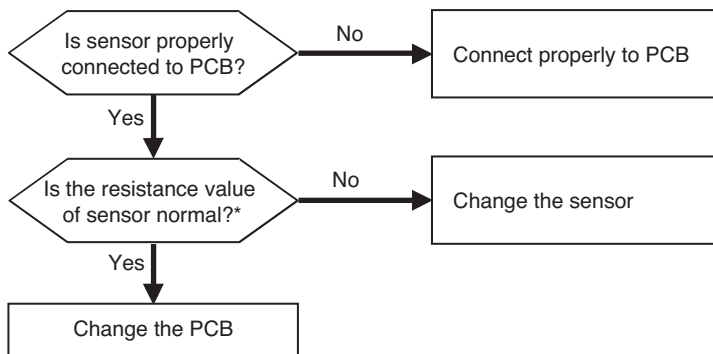 Is sensor properly
connected to PCB?
No
Connect properly to PCB
Yes
Is the resistance value
of sensor normal?*
No
Change the sensor
Yes
Change the PCB